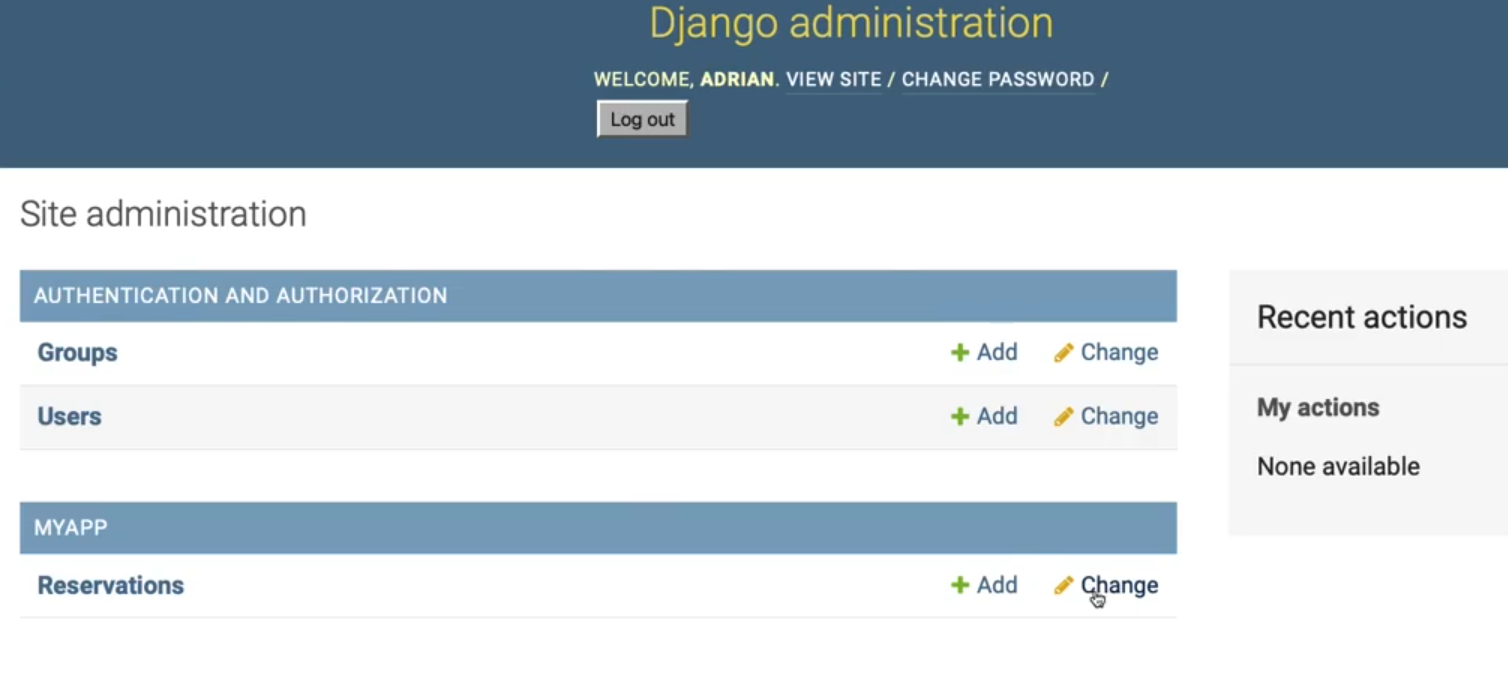 Django administration
WELCOME, ADRIAN. VIEW SITE / CHANGE PASSWORD /
Log out
Site administration
AUTHENTICATION AND AUTHORIZATION
Groups + Add Change
Users + Add Change
MYAPP
Reservations + Add Change
Recent actions
My actions
None available